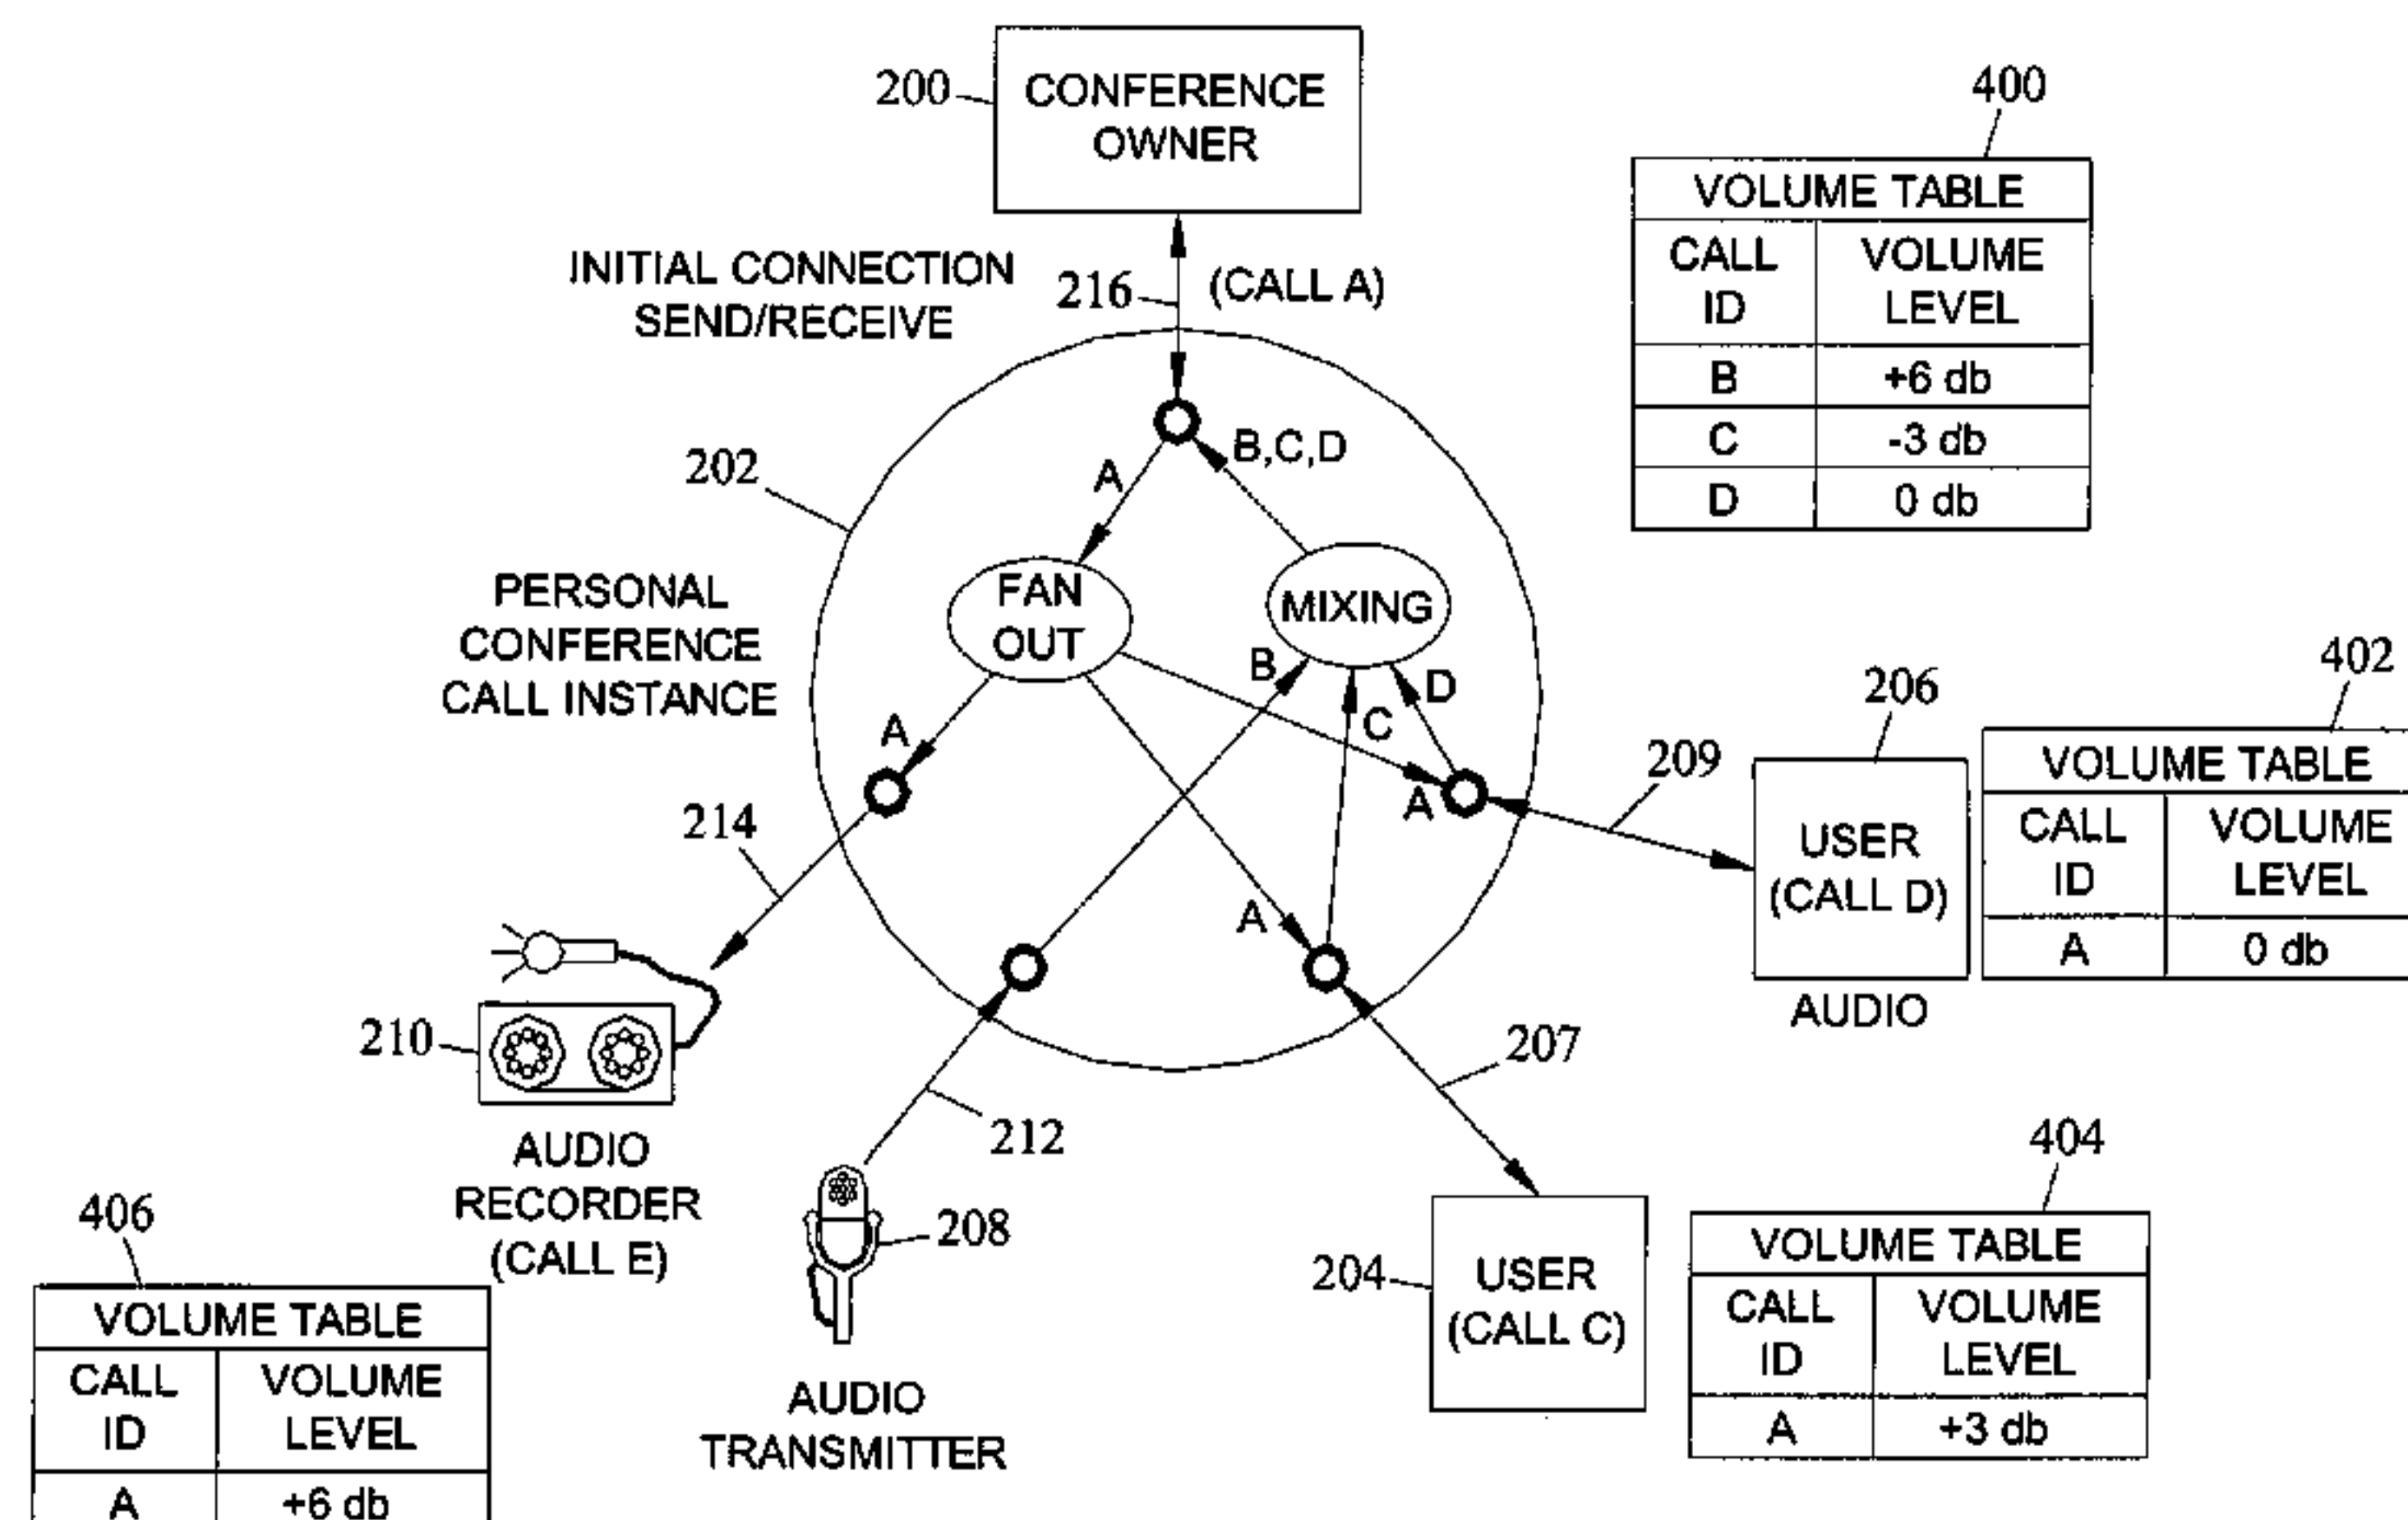 200
CONFERENCE
OWNER
400
INITIAL CONNECTION
SEND/RECEIVE
216
(CALL A)
VOLUME TABLE
CALL ID VOLUME LEVEL
B +6 db
C -3 db
D 0 db
202
A
B,C,D
PERSONAL
CONFERENCE
CALL INSTANCE
FAN
OUT
MIXING
B
C
D
A
A
A
214
209
206
USER
(CALL D)
AUDIO
402
VOLUME TABLE
CALL ID VOLUME LEVEL
A 0 db
210
AUDIO
RECORDER
(CALL E)
212
208
AUDIO
TRANSMITTER
207
204
USER
(CALL C)
404
VOLUME TABLE
CALL ID VOLUME LEVEL
A +3 db
406
VOLUME TABLE
CALL ID VOLUME LEVEL
A +6 db